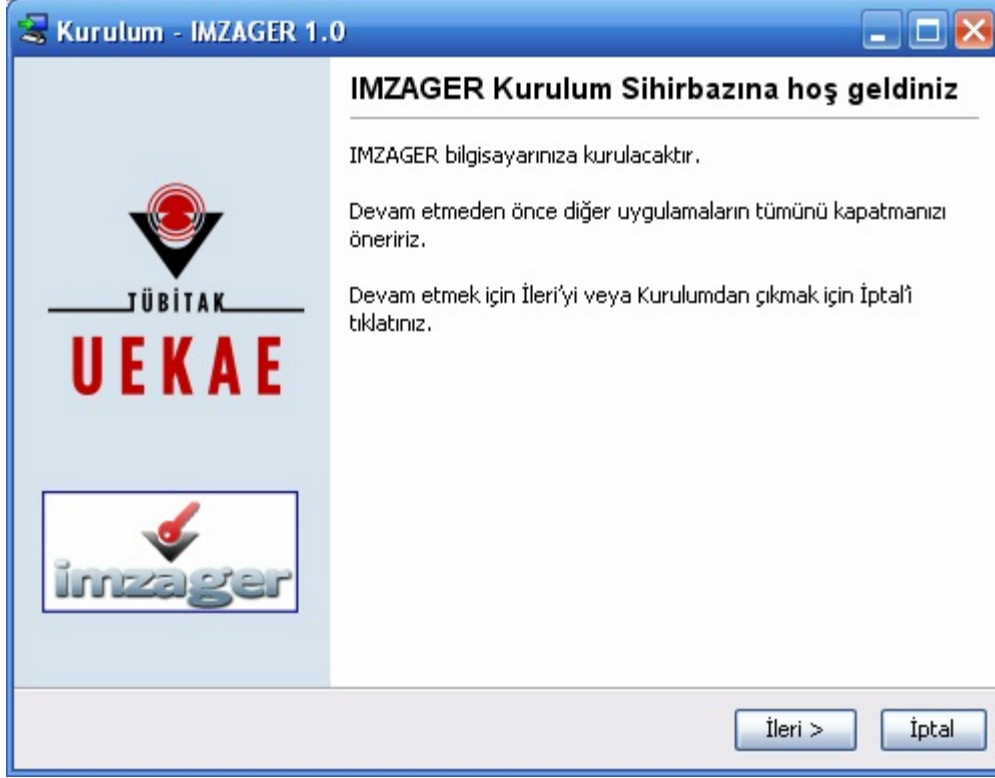 Kurulum - IMZAGER 1.0
IMZAGER Kurulum Sihirbazına hoş geldiniz
IMZAGER bilgisayarınıza kurulacaktır.
Devam etmeden önce diğer uygulamaların tümünü kapatmanızı
öneririz.
Devam etmek için İleri'yi veya Kurulumdan çıkmak için İptal'i
tıklatınız.
TÜBİTAK
UEKAE
imzager
İleri >
İptal